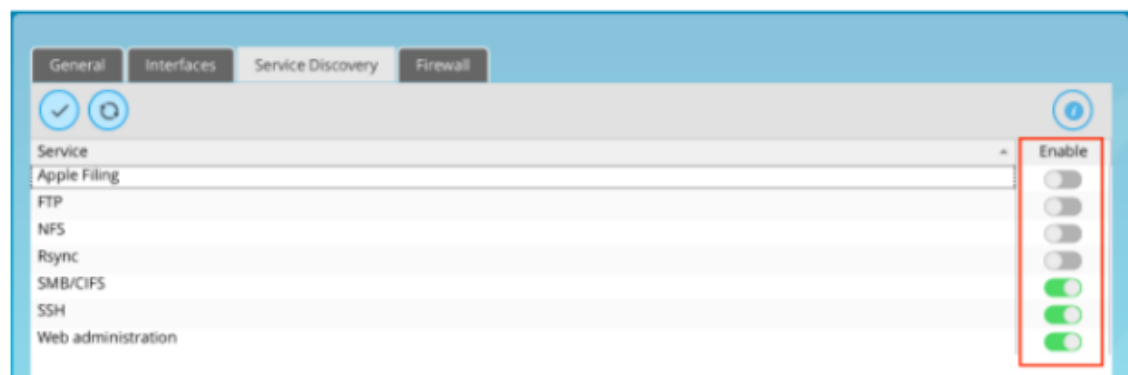 General Interfaces Service Discovery Firewall
Service Enable
Apple Filing
FTP
NFS
Rsync
SMB/CIFS
SSH
Web administration